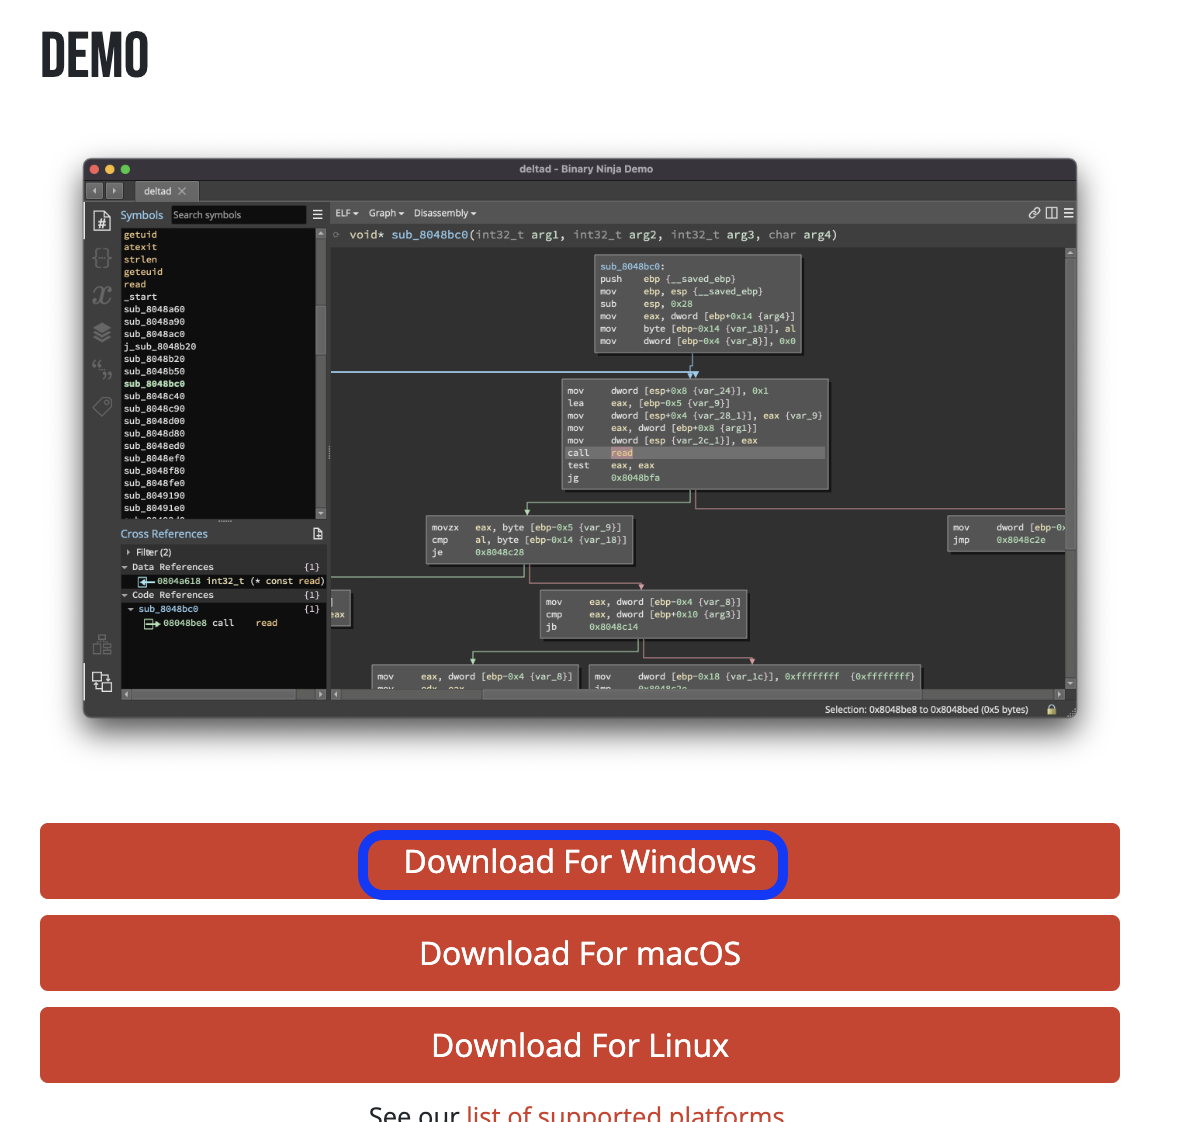 DEMO
deltad - Binary Ninja Demo
deltad
Symbols
Search symbols
getuid
atexit
strlen
geteuid
read
_start
sub_8048a60
sub_8048a90
sub_8048ac0
j_sub_8048b20
sub_8048b20
sub_8048b50
sub_8048bc0
sub_8048c40
sub_8048c90
sub_8048d00
sub_8048d80
sub_8048ed0
sub_8048ef0
sub_8048f80
sub_8048fe0
sub_8049190
sub_80491e0
Cross References
Filter (2)
Data References {1}
0804a618 int32_t (* const read)
Code References {1}
sub_8048bc0 {1}
08048be8 call read
ELF Graph Disassembly
void* sub_8048bc0(int32_t arg1, int32_t arg2, int32_t arg3, char arg4)
sub_8048bc0:
push ebp {__saved_ebp}
mov ebp, esp {__saved_ebp}
sub esp, 0x28
mov eax, dword [ebp+0x14 {arg4}]
mov byte [ebp-0x14 {var_18}], al
mov dword [ebp-0x4 {var_8}], 0x0
mov dword [esp+0x8 {var_24}], 0x1
lea eax, [ebp-0x5 {var_9}]
mov dword [esp+0x4 {var_28_1}], eax {var_9}
mov eax, dword [ebp+0x8 {arg1}]
mov dword [esp {var_2c_1}], eax
call read
test eax, eax
jg 0x8048bfa
movzx eax, byte [ebp-0x5 {var_9}]
cmp al, byte [ebp-0x14 {var_18}]
je 0x8048c28
mov dword [ebp-0x
jmp 0x8048c2e
]
eax
mov eax, dword [ebp-0x4 {var_8}]
cmp eax, dword [ebp+0x10 {arg3}]
jb 0x8048c14
mov eax, dword [ebp-0x4 {var_8}]
mov edx, eax
mov dword [ebp-0x18 {var_1c}], 0xffffffff {0xffffffff}
jmp 0x8048c2e
Selection: 0x8048be8 to 0x8048bed (0x5 bytes)
Download For Windows
Download For macOS
Download For Linux
See our list of supported platforms